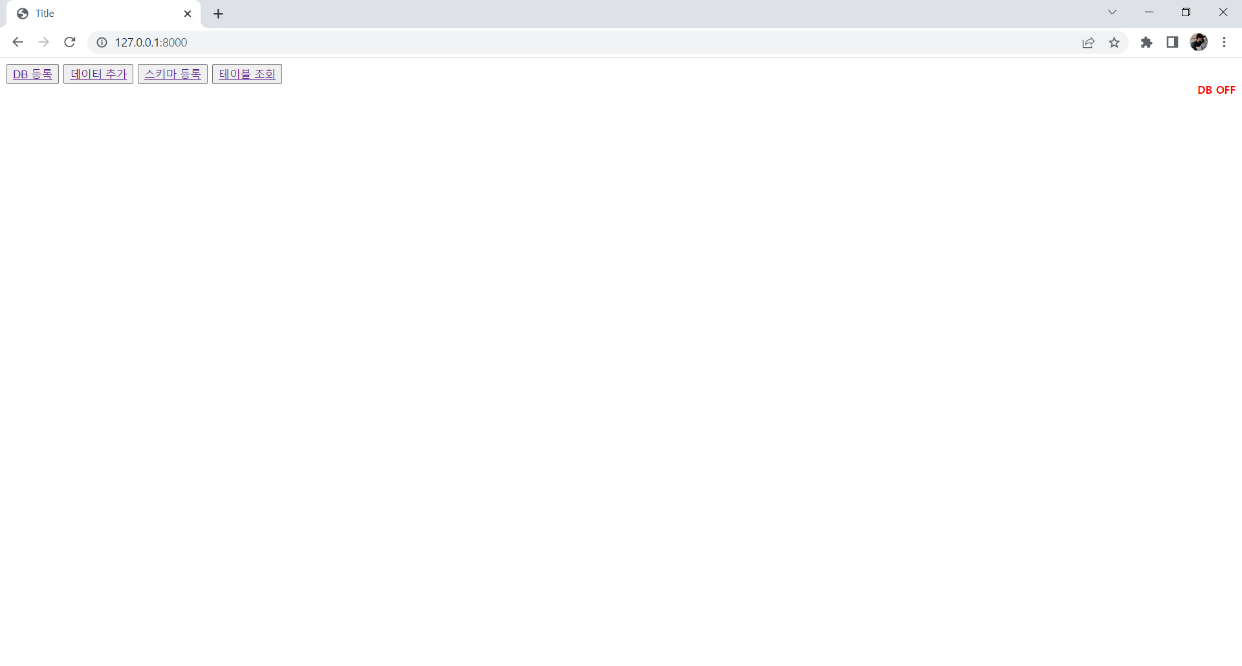 Title
127.0.0.1:8000
DB 등록 데이터 추가 스키마 등록 테이블 조회
DB OFF